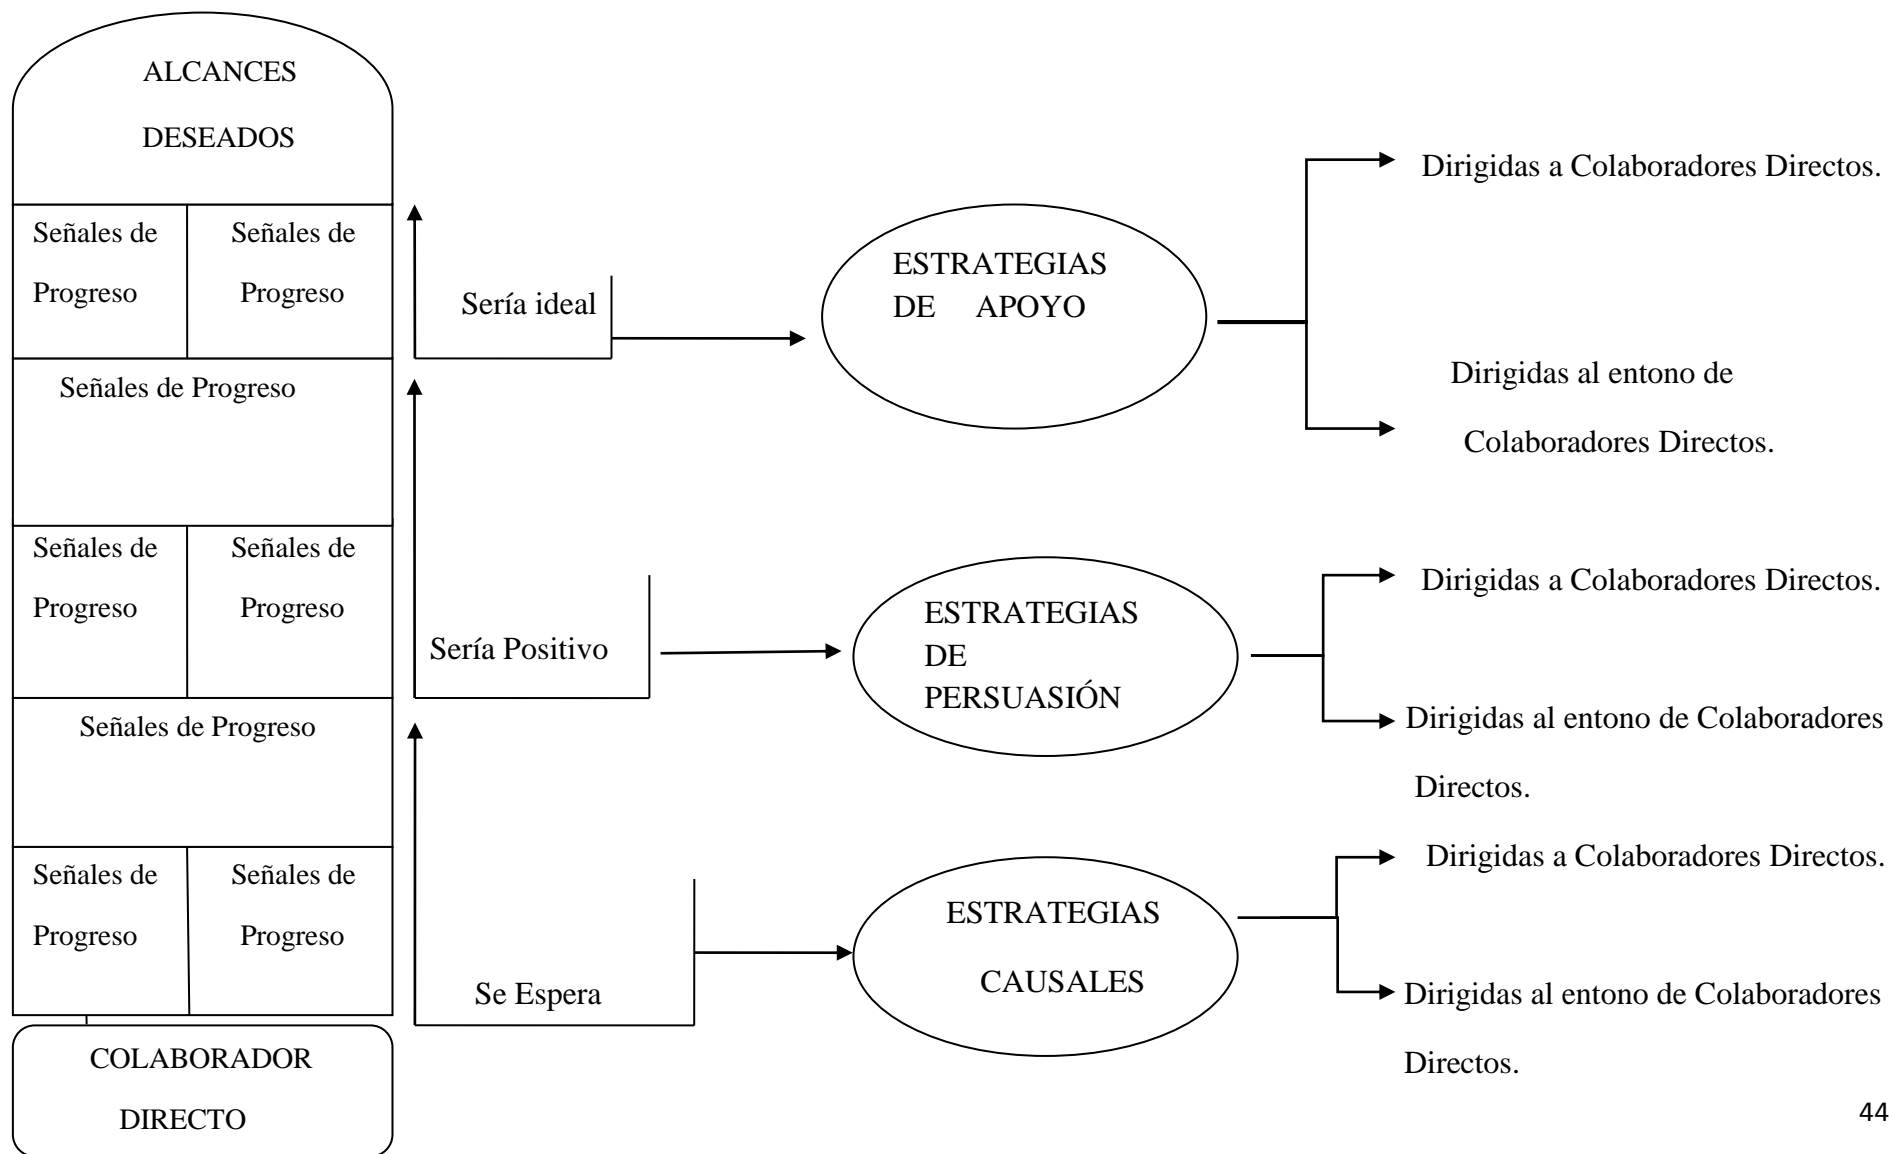 ALCANCES
DESEADOS
Señales de
Progreso
Señales de
Progreso
Señales de Progreso
Señales de
Progreso
Señales de
Progreso
Señales de Progreso
Señales de
Progreso
Señales de
Progreso
COLABORADOR
DIRECTO
Sería ideal
Sería Positivo
Se Espera
ESTRATEGIAS
DE APOYO
ESTRATEGIAS
DE
PERSUASIÓN
ESTRATEGIAS
CAUSALES
Dirigidas a Colaboradores Directos.
Dirigidas al entono de
Colaboradores Directos.
Dirigidas a Colaboradores Directos.
Dirigidas al entono de Colaboradores
Directos.
Dirigidas a Colaboradores Directos.
Dirigidas al entono de Colaboradores
Directos.
44